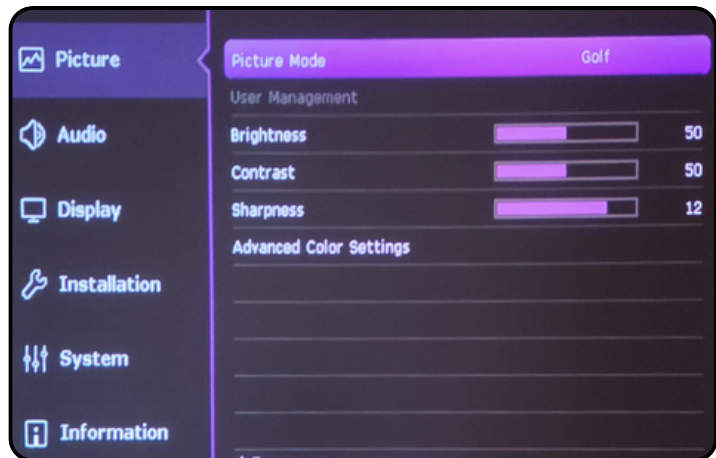 Picture
Audio
Display
Installation
System
Information
Picture Mode Golf
User Management
Brightness 50
Contrast 50
Sharpness 12
Advanced Color Settings